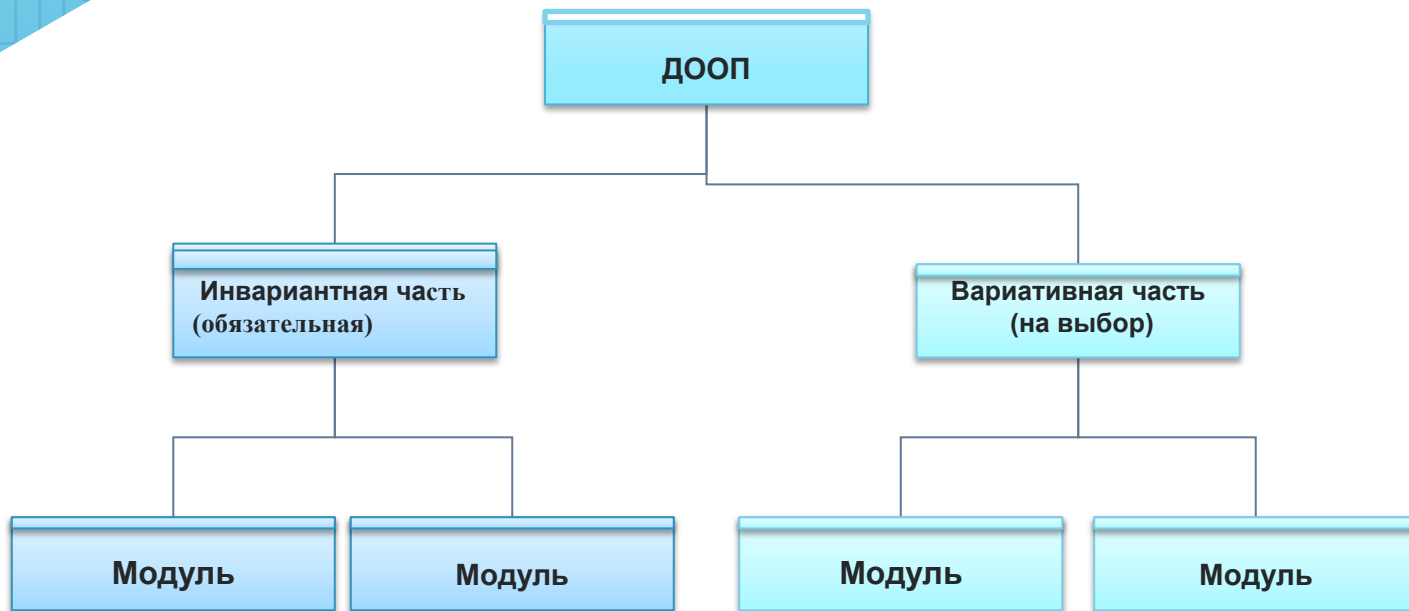 ДООП
Инвариантная часть
(обязательная)
Вариативная часть
(на выбор)
Модуль
Модуль
Модуль
Модуль